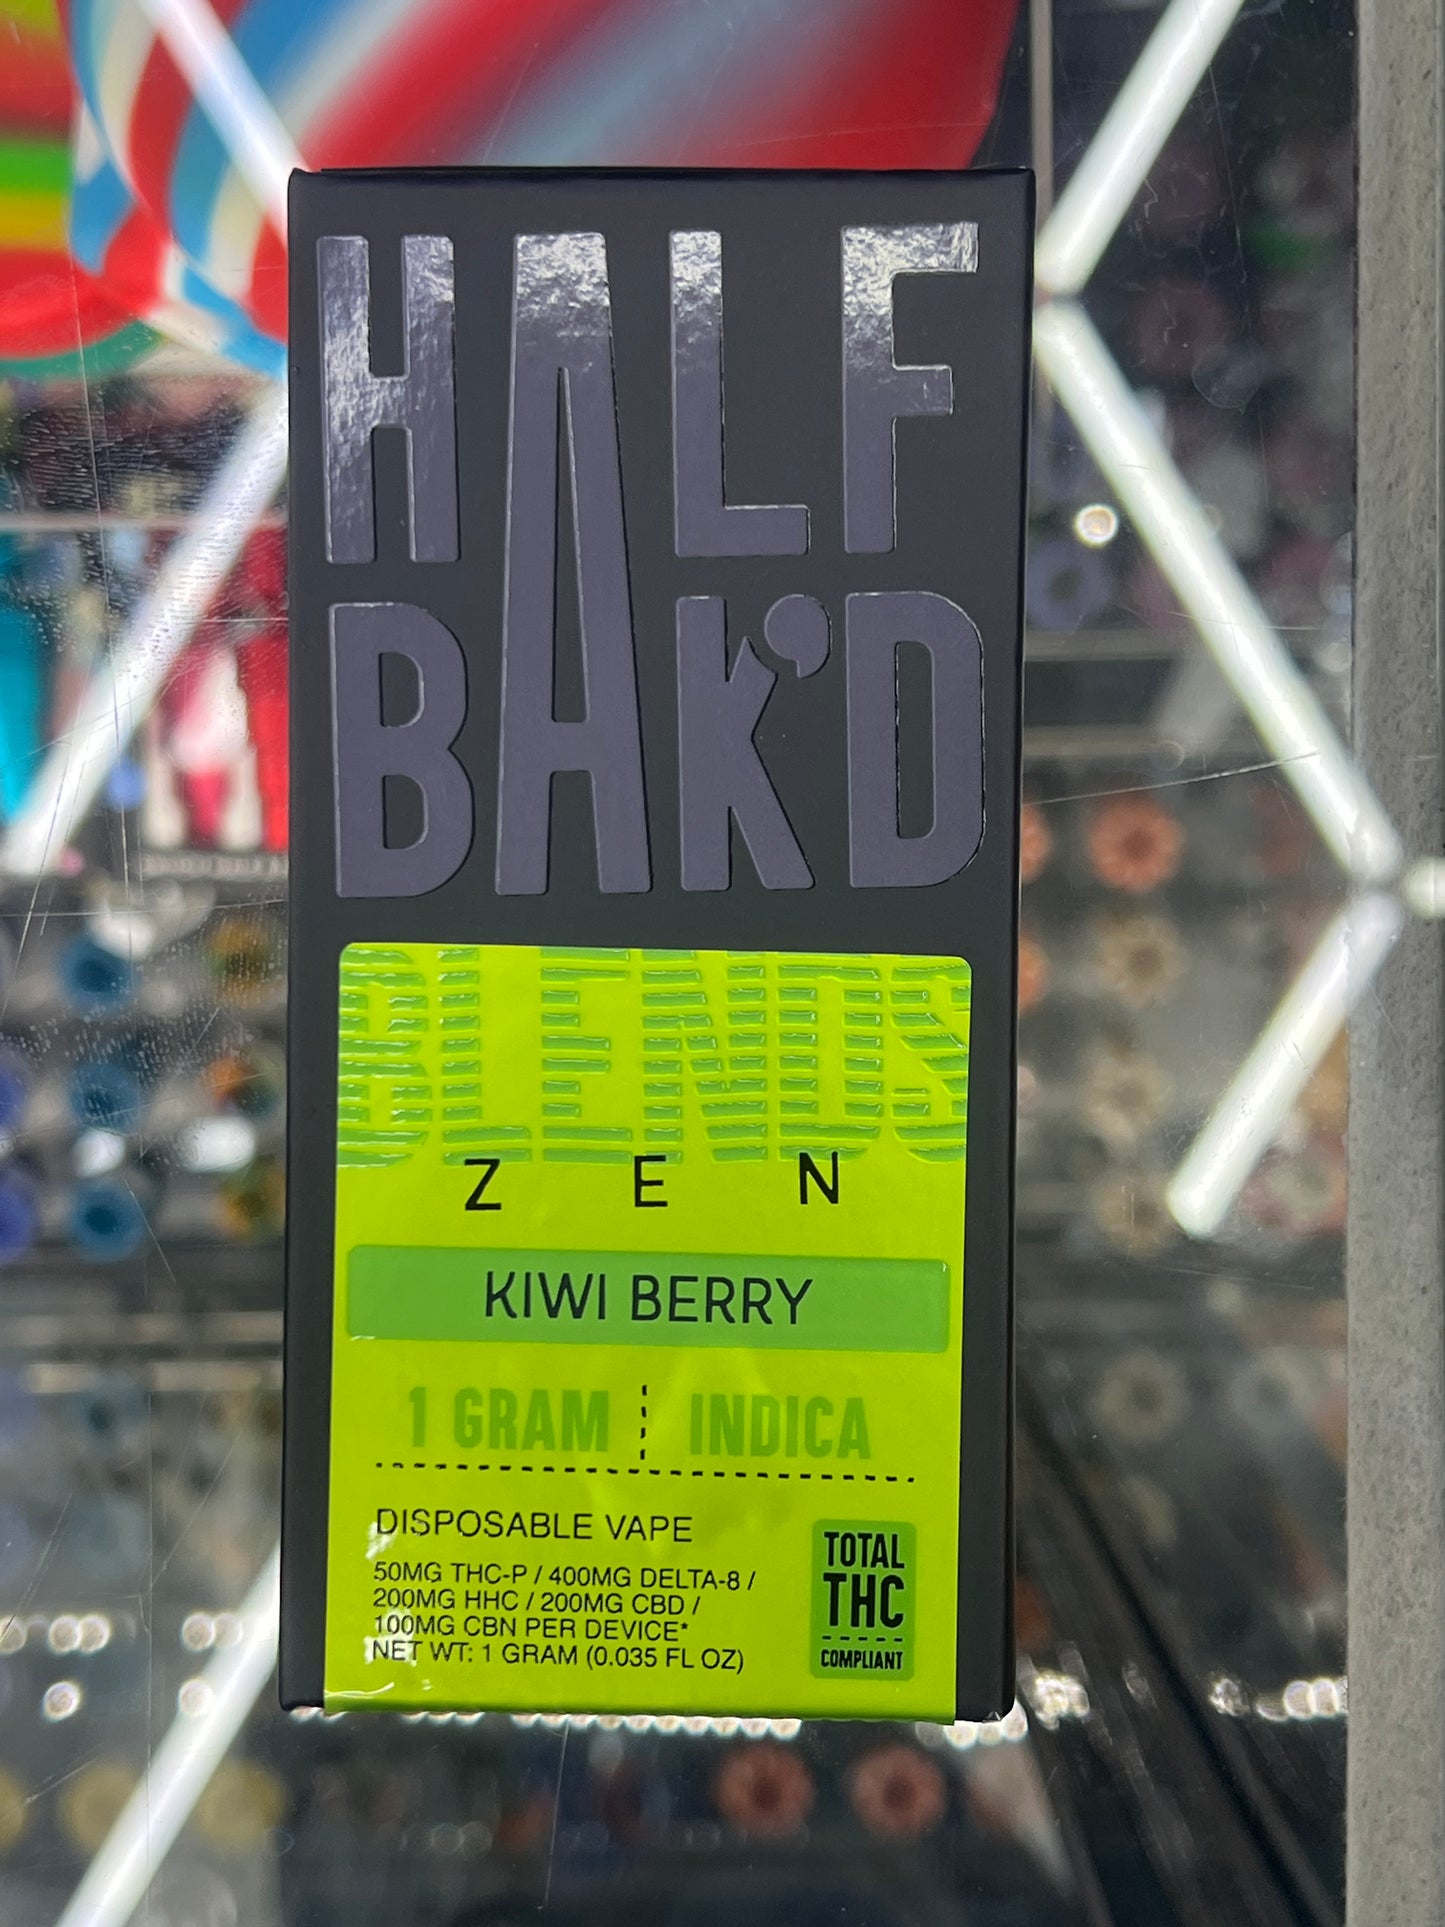 HALF
BAK'D
BLENDS
ZEN
KIWI BERRY
1 GRAM INDICA
DISPOSABLE VAPE
50MG THC-P / 400MG DELTA-8 /
200MG HHC / 200MG CBD /
100MG CBN PER DEVICE*
NET WT: 1 GRAM (0.035 FL OZ)
TOTAL
THC
COMPLIANT